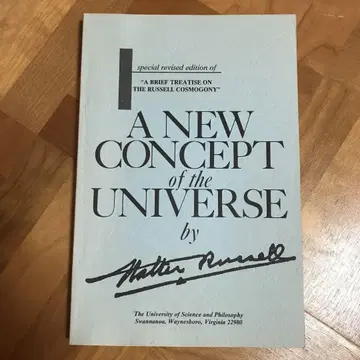 special revised edition of
"A BRIEF TREATISE ON
THE RUSSELL COSMOGONY"
A NEW
CONCEPT
of the
UNIVERSE
by
Walter Russell
The University of Science and Philosophy
Swannanoa, Waynesboro, Virginia 22980